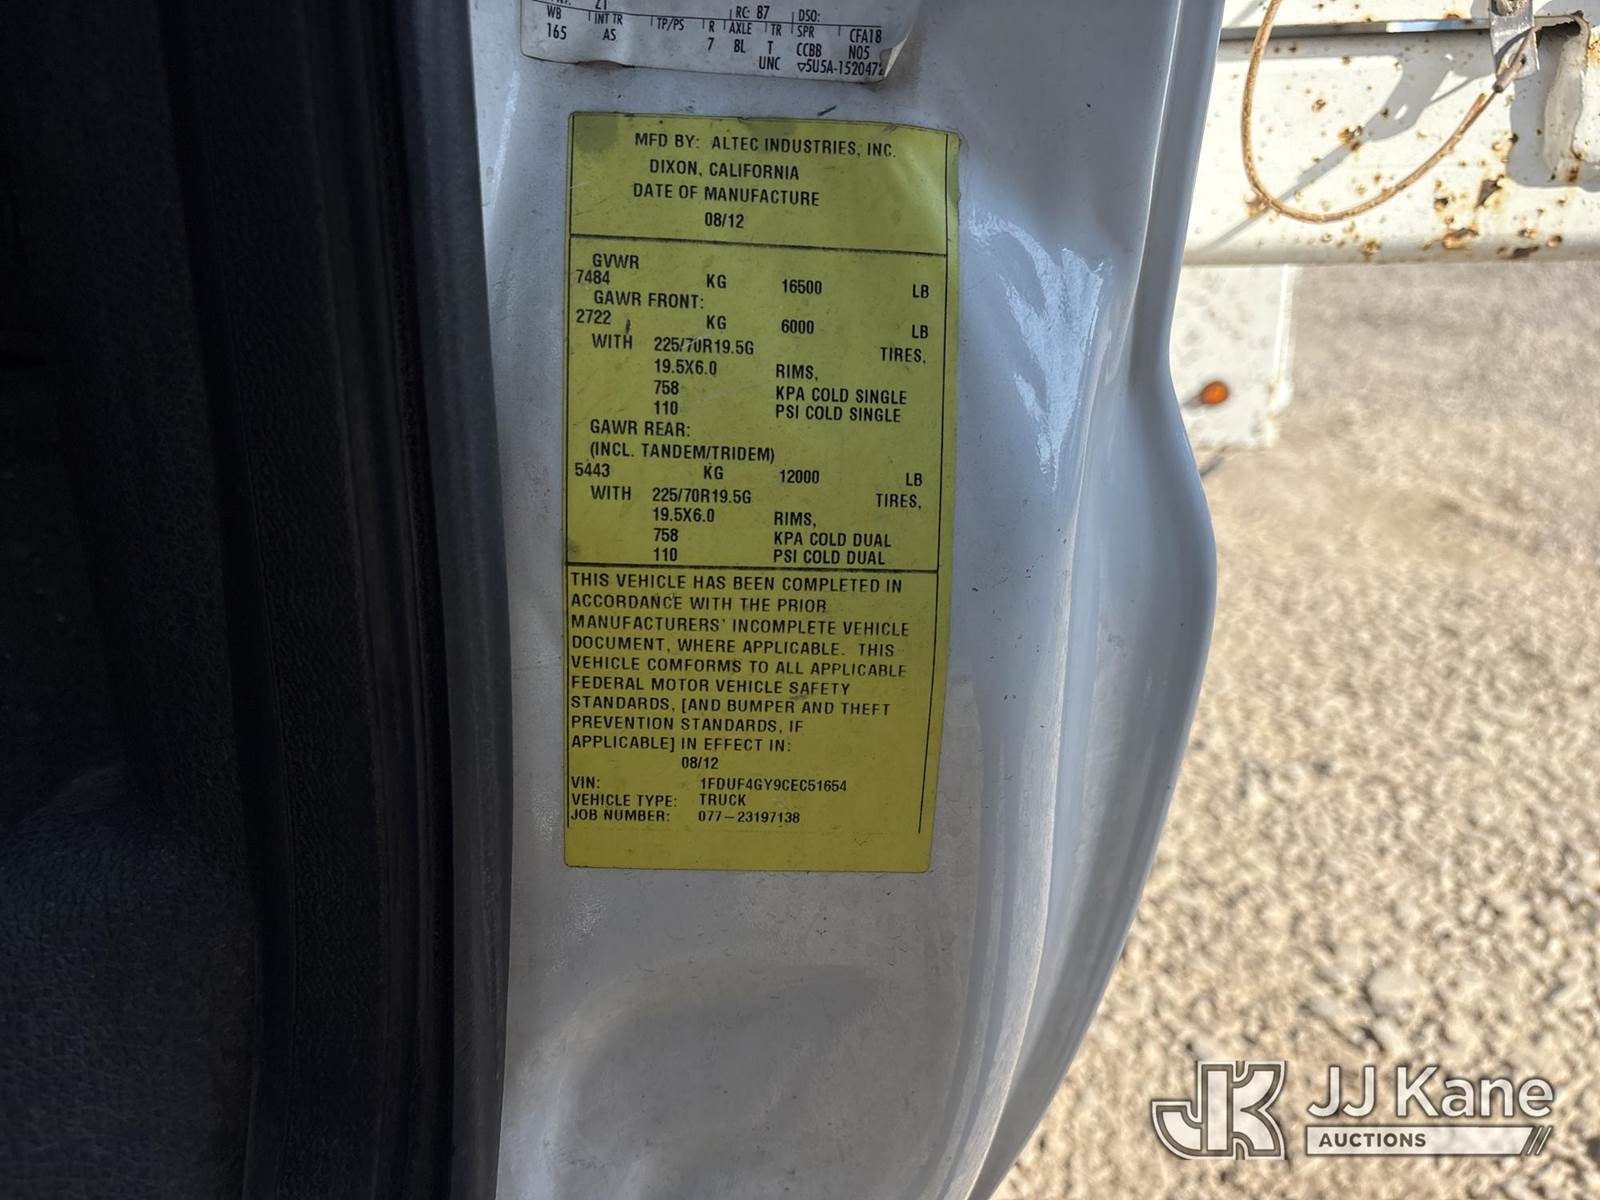 21
RC: 87 DSO:
WB INT TR TP/PS R AXLE TR SPR CFA18
165 AS 7 8L T CCBB N05
UNC ▽5U5A-1520472
MFD BY: ALTEC INDUSTRIES, INC.
DIXON, CALIFORNIA
DATE OF MANUFACTURE
08/12
GVWR
7484 KG 16500 LB
GAWR FRONT:
2722 KG 6000 LB
WITH 225/70R19.5G TIRES,
19.5X6.0 RIMS,
758 KPA COLD SINGLE
110 PSI COLD SINGLE
GAWR REAR:
(INCL. TANDEM/TRIDEM)
5443 KG 12000 LB
WITH 225/70R19.5G TIRES,
19.5X6.0 RIMS,
758 KPA COLD DUAL
110 PSI COLD DUAL
THIS VEHICLE HAS BEEN COMPLETED IN
ACCORDANCE WITH THE PRIOR
MANUFACTURERS' INCOMPLETE VEHICLE
DOCUMENT, WHERE APPLICABLE. THIS
VEHICLE COMFORMS TO ALL APPLICABLE
FEDERAL MOTOR VEHICLE SAFETY
STANDARDS, [AND BUMPER AND THEFT
PREVENTION STANDARDS, IF
APPLICABLE] IN EFFECT IN:
08/12
VIN: 1FDUF4GY9CEC51654
VEHICLE TYPE: TRUCK
JOB NUMBER: 077-23197138
JK JJ Kane
AUCTIONS